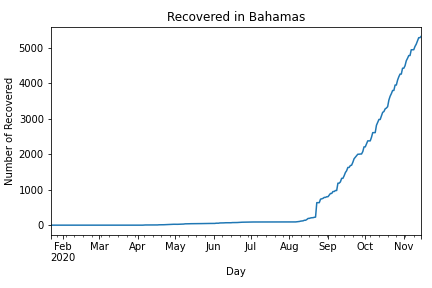 Recovered in Bahamas
Number of Recovered
5000
4000
3000
2000
1000
0
Feb Mar Apr May Jun Jul Aug Sep Oct Nov
2020
Day